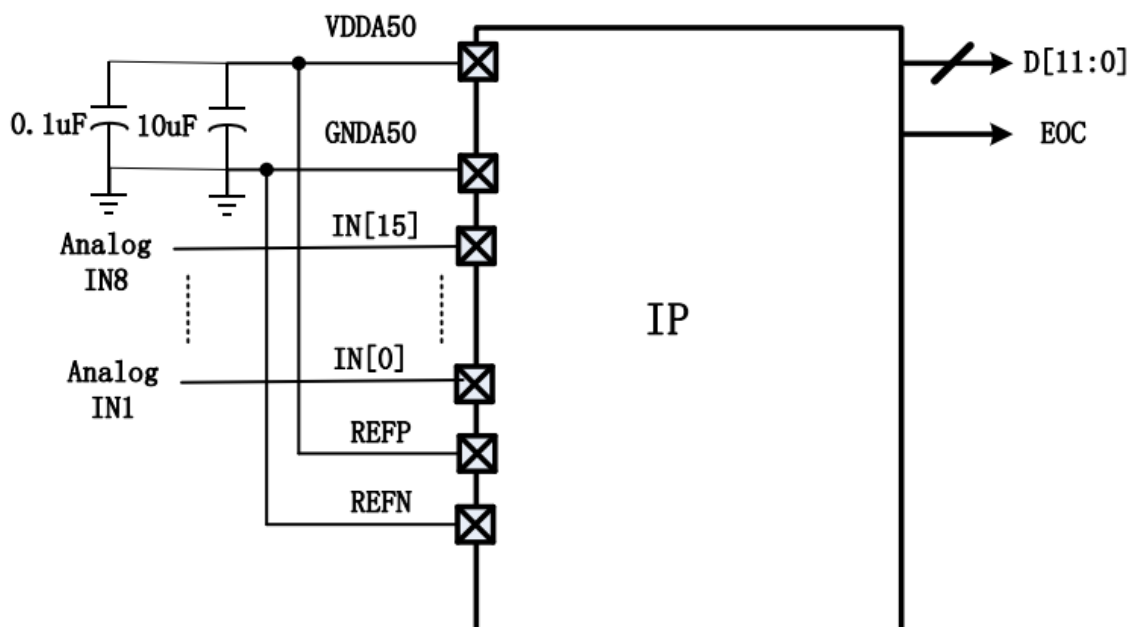 VDDA50
D[11:0]
0.1uF
10uF
GNDA50
EOC
IN[15]
Analog
IN8
IP
IN[0]
Analog
IN1
REFP
REFN